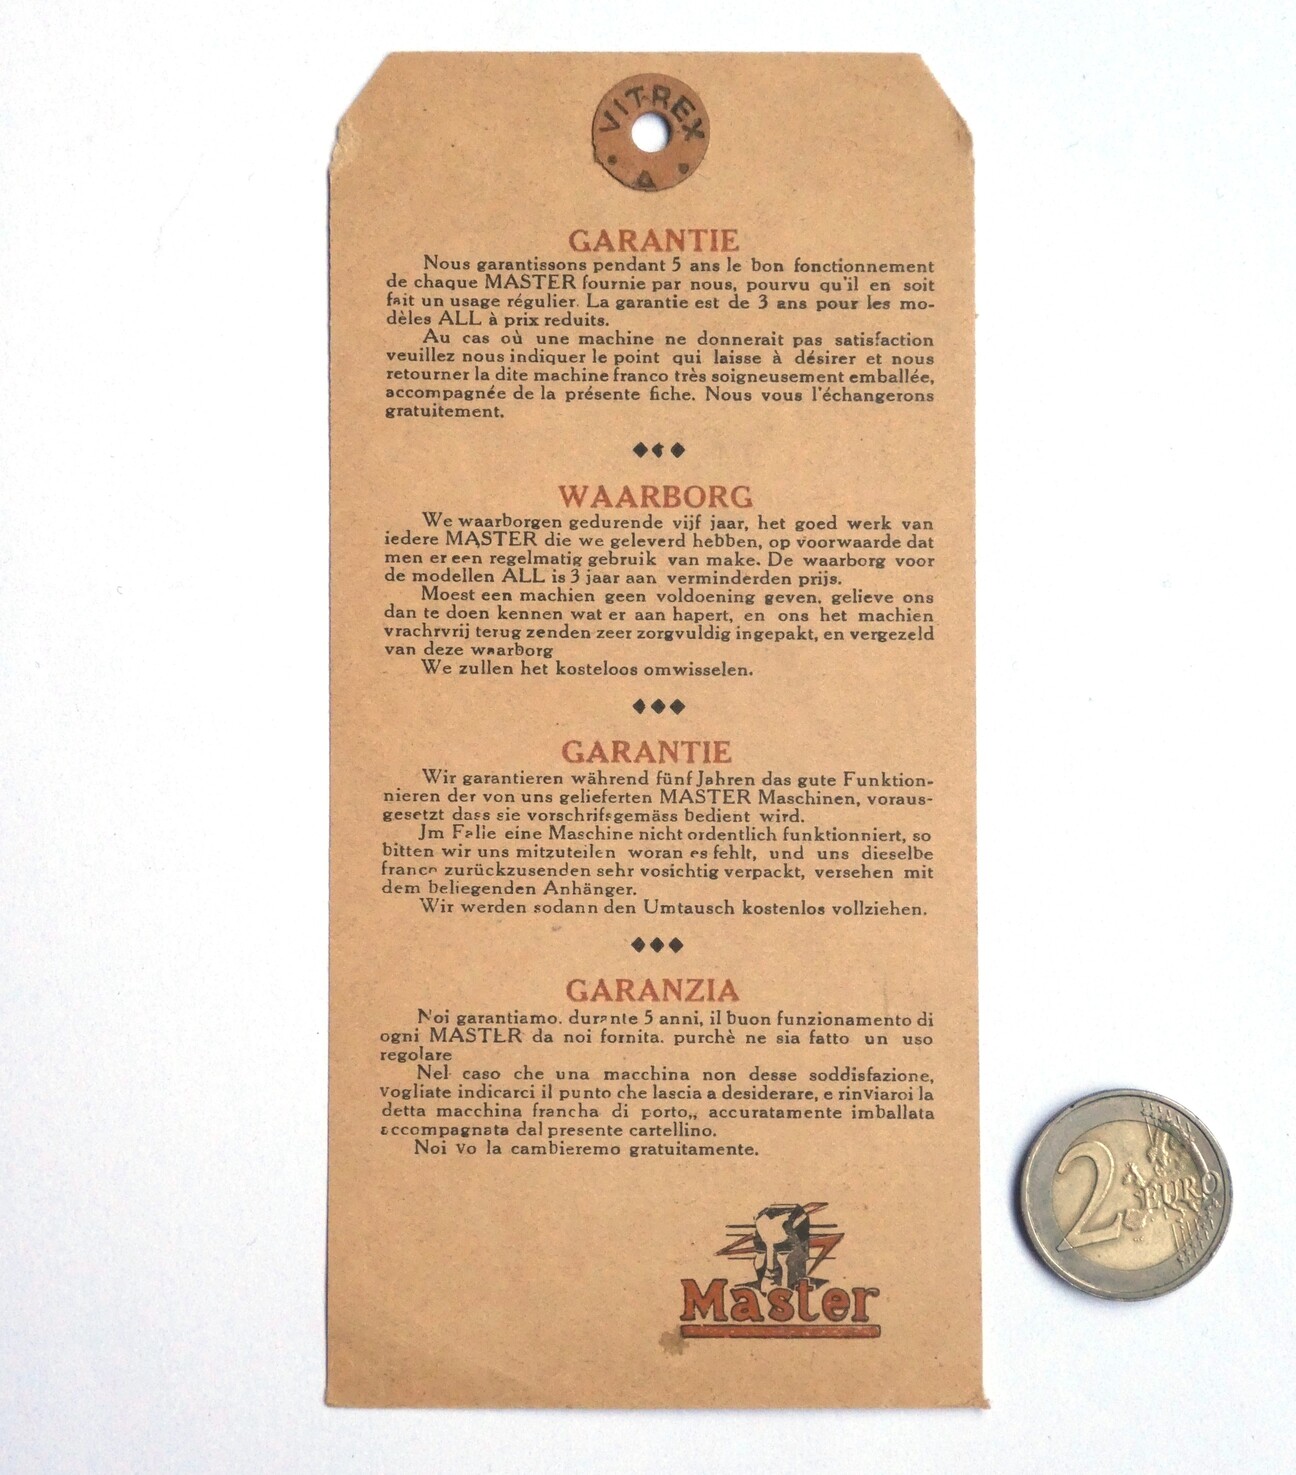 VITREX
A
GARANTIE
Nous garantissons pendant 5 ans le bon fonctionnement
de chaque MASTER fournie par nous, pourvu qu'il en soit
fait un usage régulier. La garantie est de 3 ans pour les mo-
dèles ALL à prix reduits.
Au cas où une machine ne donnerait pas satisfaction
veuillez nous indiquer le point qui laisse à désirer et nous
retourner la dite machine franco très soigneusement emballée,
accompagnée de la présente fiche. Nous vous l'échangerons
gratuitement.
WAARBORG
We waarborgen gedurende vijf jaar, het goed werk van
iedere MASTER die we geleverd hebben, op voorwaarde dat
men er een regelmatig gebruik van make. De waarborg voor
de modellen ALL is 3 jaar aan verminderden prijs.
Moest een machien geen voldoening geven, gelieve ons
dan te doen kennen wat er aan hapert, en ons het machien
vrachrvrij terug zenden zeer zorgvuldig ingepakt, en vergezeld
van deze waarborg
We zullen het kosteloos omwisselen.
GARANTIE
Wir garantieren während fünf Jahren das gute Funktion-
nieren der von uns gelieferten MASTER Maschinen, voraus-
gesetzt dass sie vorschriftsgemäss bedient wird.
Jm Falle eine Maschine nicht ordentlich funktionniert, so
bitten wir uns mitzuteilen woran es fehlt, und uns dieselbe
franco zurückzusenden sehr vosichtig verpackt, versehen mit
dem beliegenden Anhänger.
Wir werden sodann den Umtausch kostenlos vollziehen.
GARANZIA
Noi garantiamo. durante 5 anni, il buon funzionamento di
ogni MASTER da noi fornita. purchè ne sia fatto un uso
regolare
Nel caso che una macchina non desse soddisfazione,
vogliate indicarci il punto che lascia a desiderare, e rinviaroi la
detta macchina francha di porto,, accuratamente imballata
accompagnata dal presente cartellino.
Noi vo la cambieremo gratuitamente.
Master
2 EURO